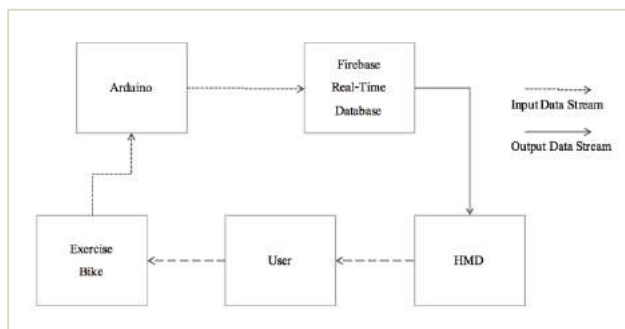 Arduino
Firebase
Real-Time
Database
Input Data Stream
Output Data Stream
Exercise
Bike
User
HMD